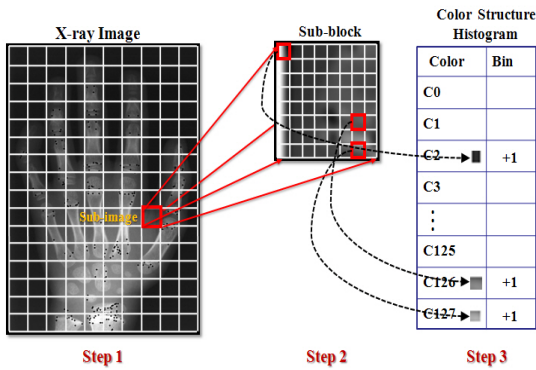 X-ray Image
Sub-image
Step 1
Sub-block
Step 2
Color Structure
Histogram
Color Bin
C0
C1
C2 +1
C3
⋮
C125
C126 +1
C127 +1
Step 3